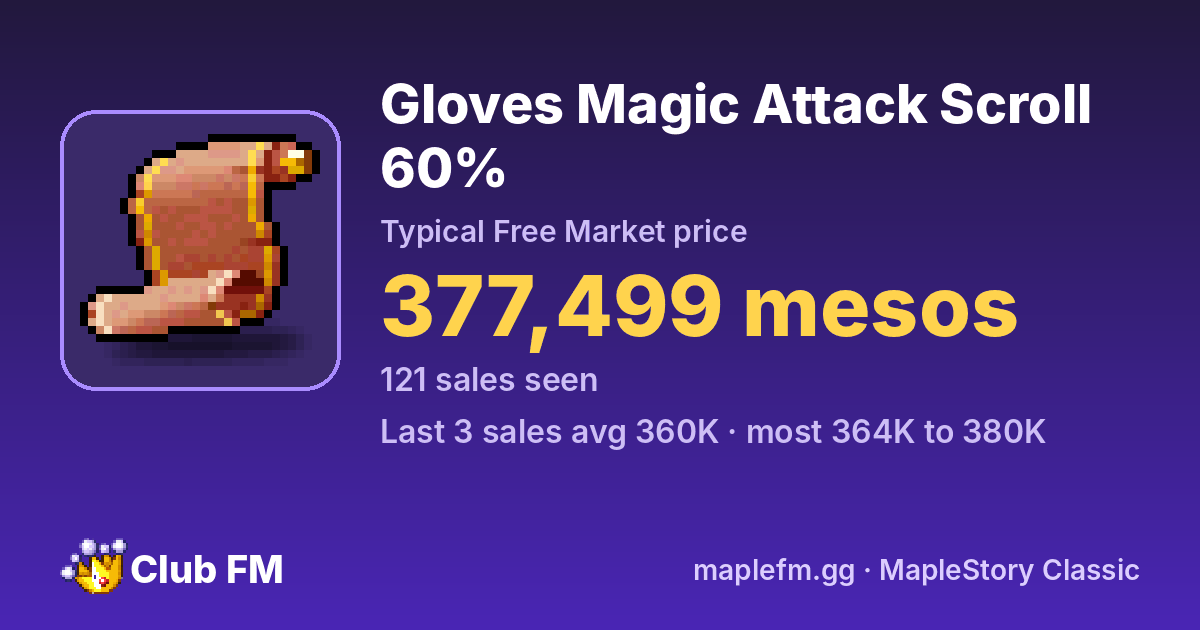 Gloves Magic Attack Scroll
60%
Typical Free Market price
377,499 mesos
121 sales seen
Last 3 sales avg 360K · most 364K to 380K
Club FM
maplefm.gg · MapleStory Classic